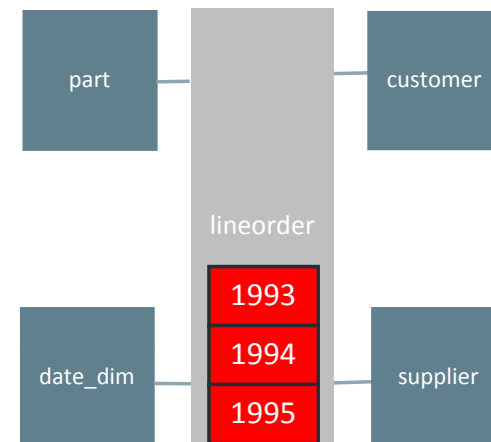 part
customer
lineorder
1993
1994
date_dim
supplier
1995